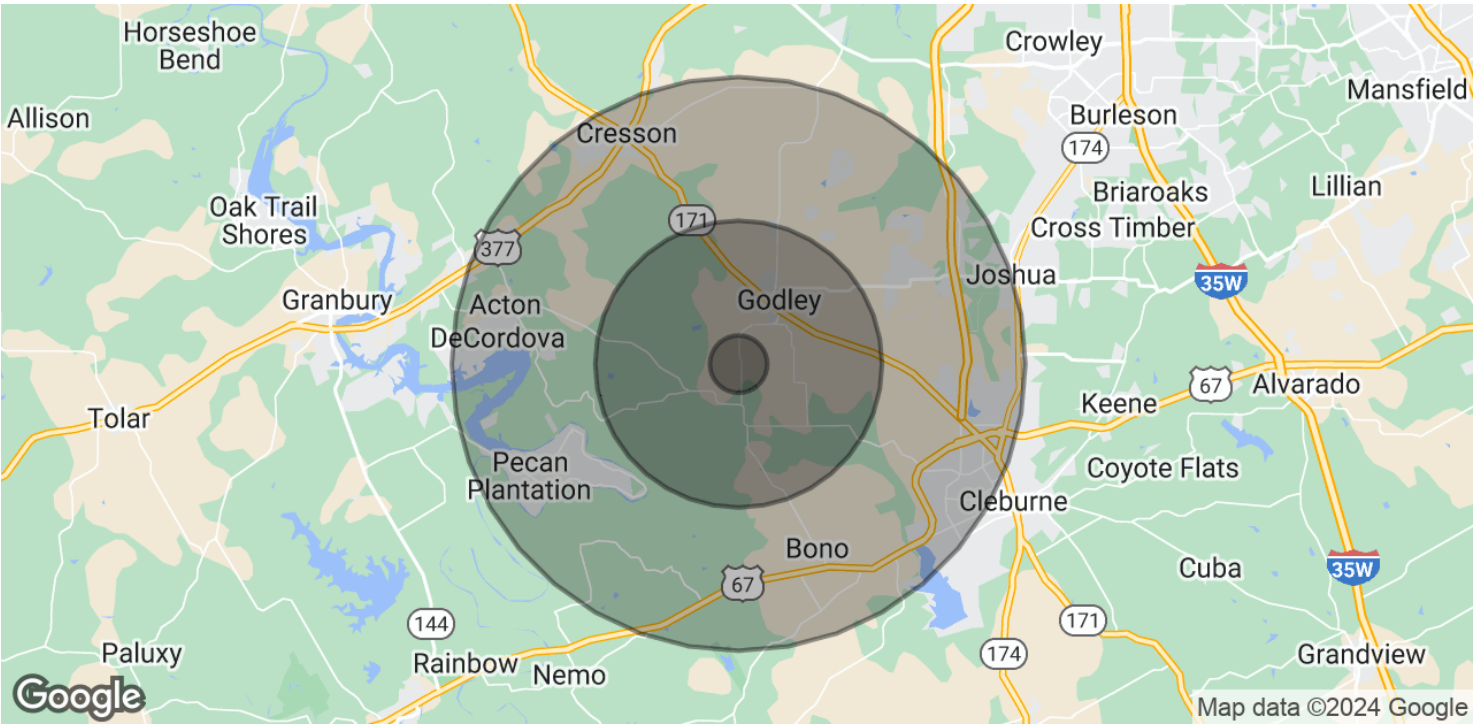 Horseshoe
Bend
Crowley
Mansfield
Allison
Burleson
Cresson
174
Briaroaks
Lillian
Oak Trail
Shores
171
Cross Timber
377
Joshua
35W
Granbury
Acton
Godley
DeCordova
67
Alvarado
Tolar
Keene
Pecan
Plantation
Coyote Flats
Cleburne
Bono
Cuba
35W
67
144
171
Paluxy
Rainbow
Nemo
174
Grandview
Google
Map data ©2024 Google